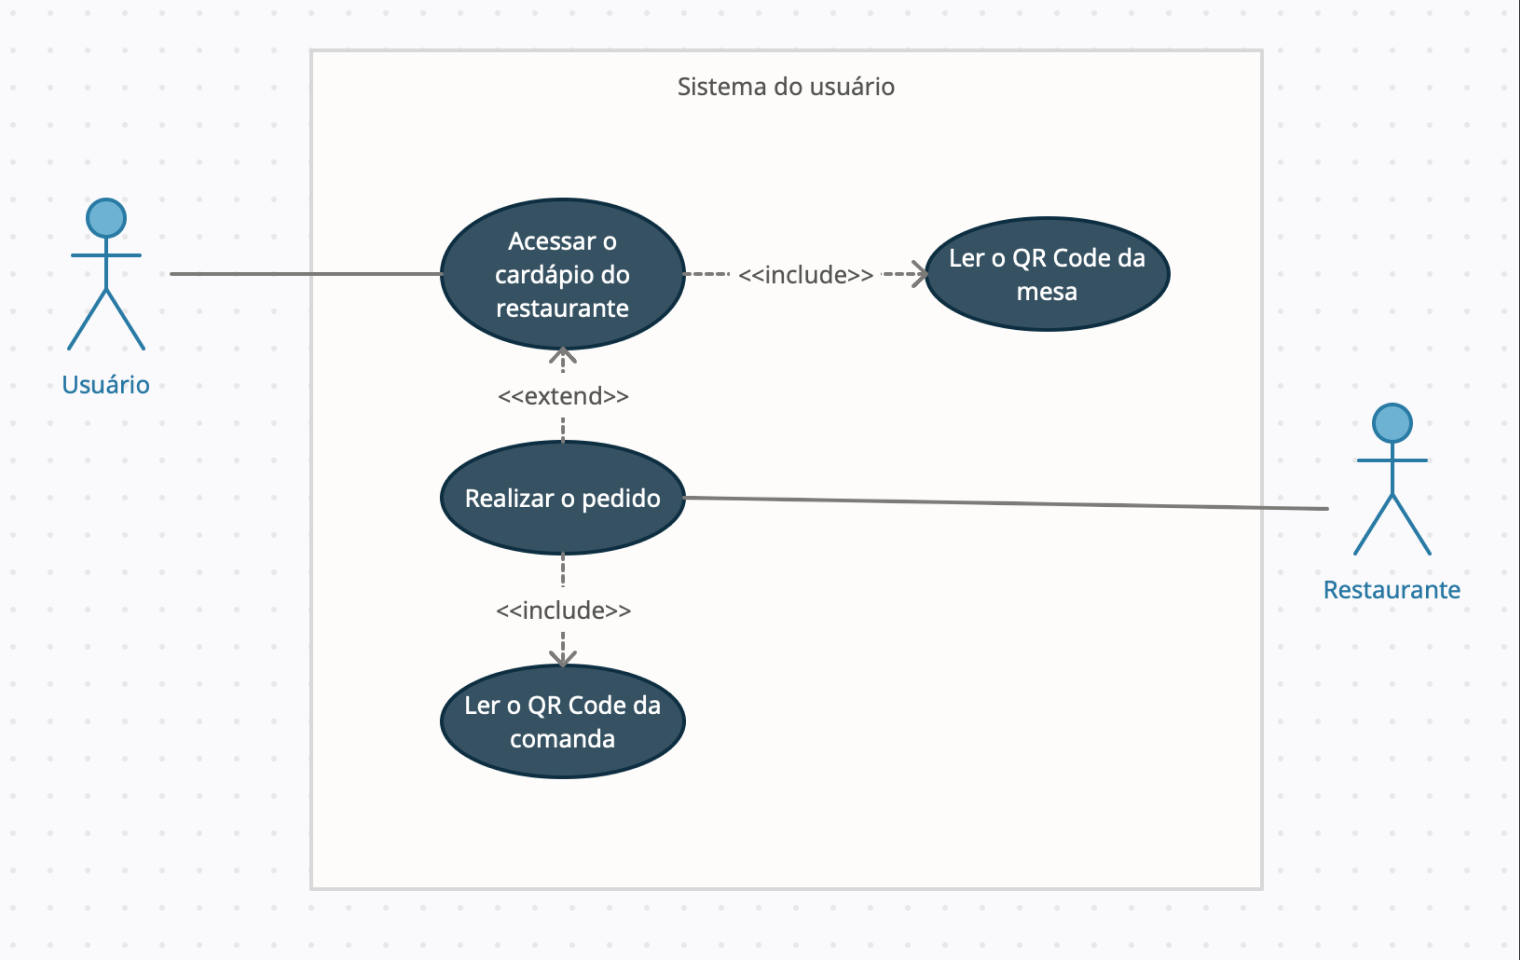 Sistema do usuário
Acessar o
cardápio do
restaurante
<<include>>
Ler o QR Code da
mesa
Usuário
<<extend>>
Realizar o pedido
Restaurante
<<include>>
Ler o QR Code da
comanda